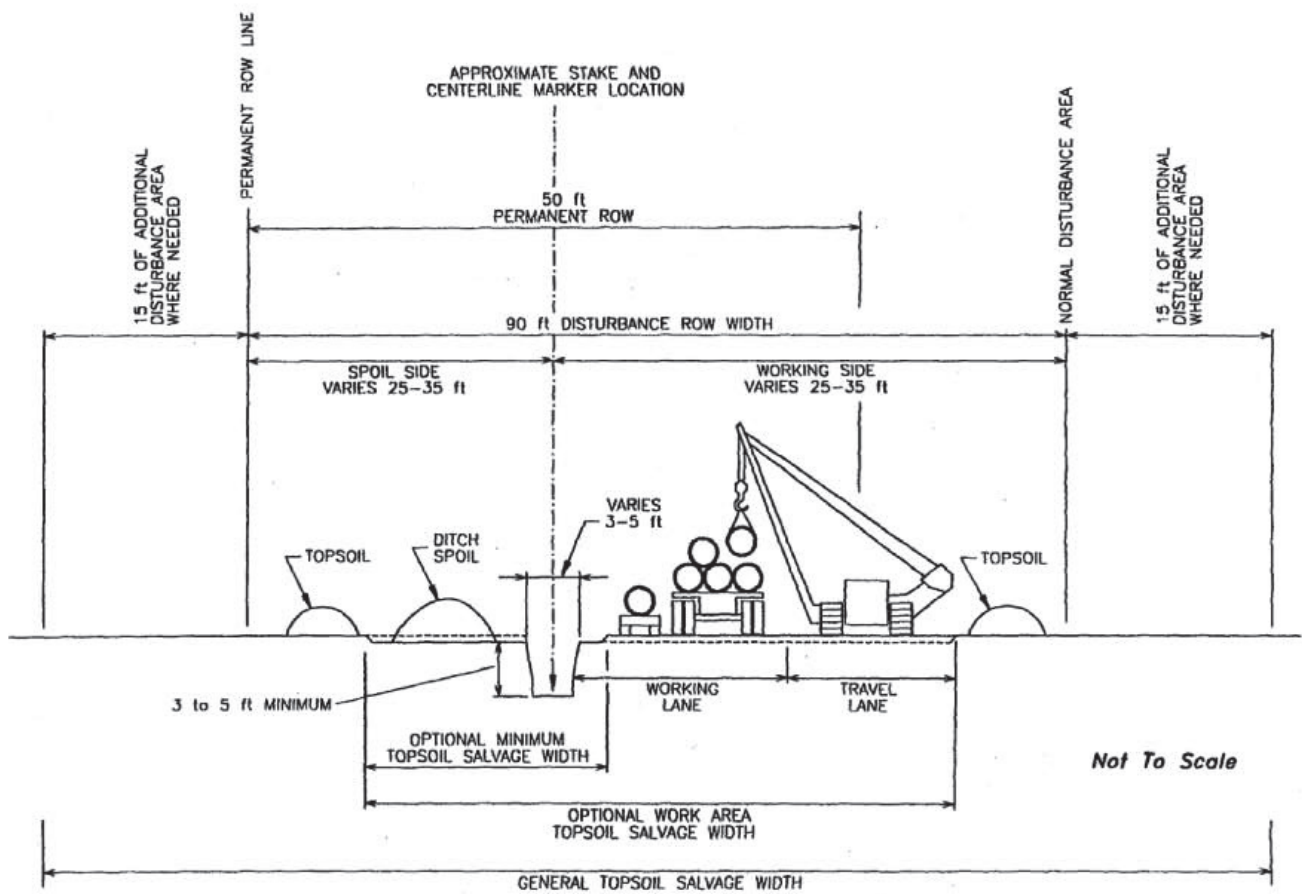 PERMANENT ROW LINE
APPROXIMATE STAKE AND
CENTERLINE MARKER LOCATION
15 ft OF ADDITIONAL
DISTURBANCE AREA
WHERE NEEDED
NORMAL DISTURBANCE AREA
15 ft OF ADDITIONAL
DISTURBANCE AREA
WHERE NEEDED
50 ft
PERMANENT ROW
90 ft DISTURBANCE ROW WIDTH
SPOIL SIDE
VARIES 25-35 ft
WORKING SIDE
VARIES 25-35 ft
VARIES
3-5 ft
TOPSOIL
DITCH
SPOIL
TOPSOIL
3 to 5 ft MINIMUM
WORKING
LANE
TRAVEL
LANE
OPTIONAL MINIMUM
TOPSOIL SALVAGE WIDTH
Not To Scale
OPTIONAL WORK AREA
TOPSOIL SALVAGE WIDTH
GENERAL TOPSOIL SALVAGE WIDTH